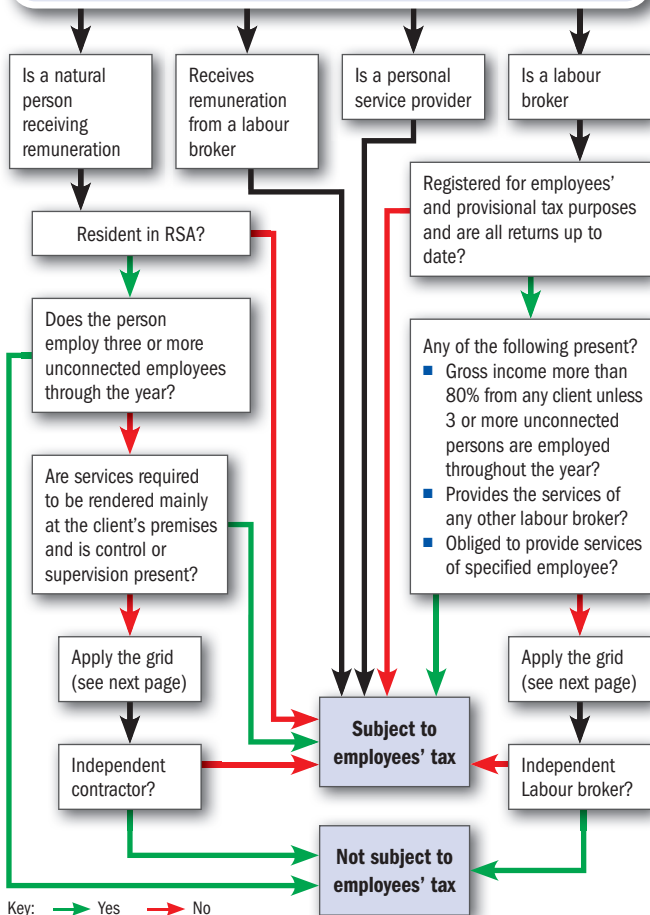 Is a natural
person
receiving
remuneration
Receives
remuneration
from a labour
broker
Is a personal
service provider
Is a labour
broker
Resident in RSA?
Registered for employees'
and provisional tax purposes
and are all returns up to
date?
Does the person
employ three or more
unconnected employees
through the year?
Any of the following present?
■ Gross income more than
80% from any client unless
3 or more unconnected
persons are employed
throughout the year?
■ Provides the services of
any other labour broker?
■ Obliged to provide services
of specified employee?
Are services required
to be rendered mainly
at the client's premises
and is control or
supervision present?
Apply the grid
(see next page)
Apply the grid
(see next page)
Subject to
employees' tax
Independent
contractor?
Independent
Labour broker?
Not subject to
employees' tax
Key: Yes No